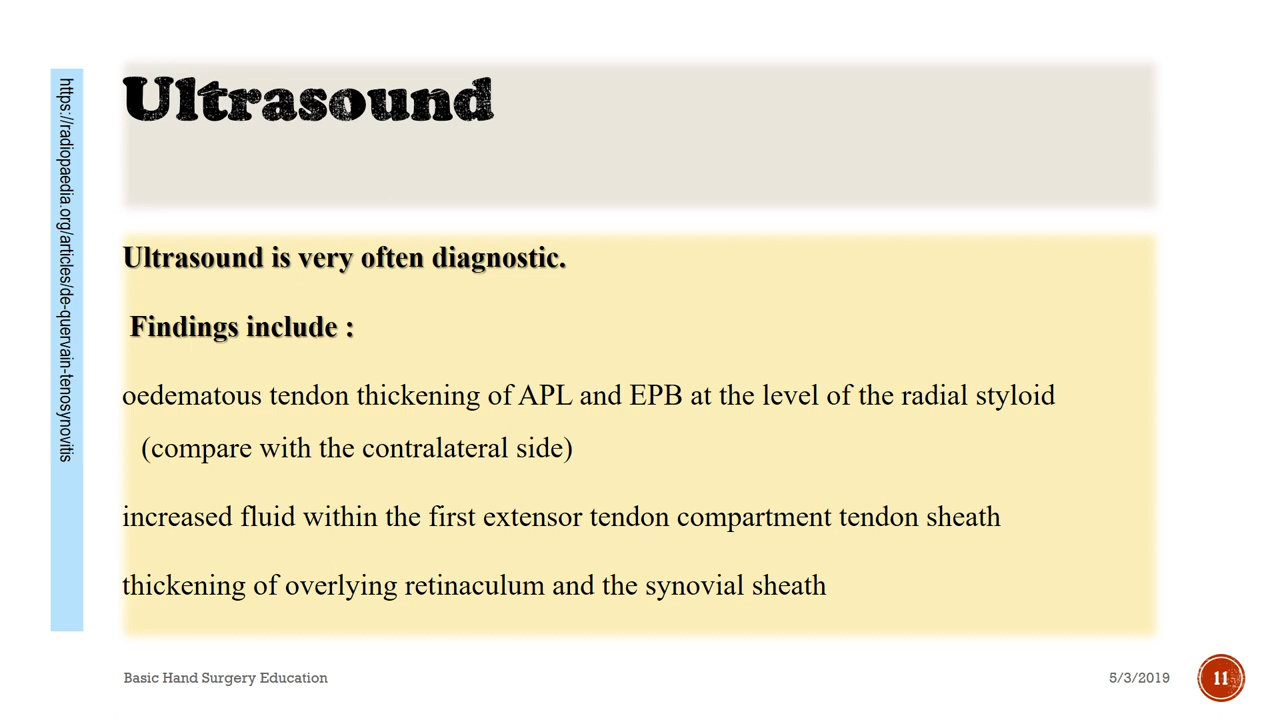 Ultrasound
https://radiopaedia.org/articles/de-quervain-tenosynovitis
Ultrasound is very often diagnostic.
Findings include :
oedematous tendon thickening of APL and EPB at the level of the radial styloid
(compare with the contralateral side)
increased fluid within the first extensor tendon compartment tendon sheath
thickening of overlying retinaculum and the synovial sheath
Basic Hand Surgery Education
5/3/2019
11